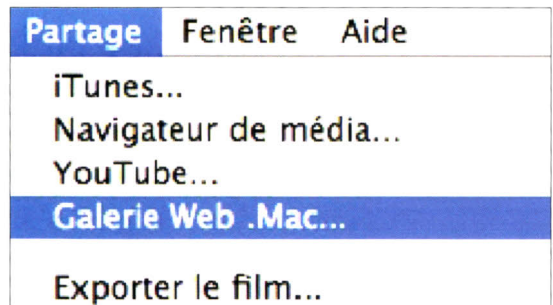 Partage Fenêtre Aide
iTunes...
Navigateur de média...
YouTube...
Galerie Web .Mac...
Exporter le film...